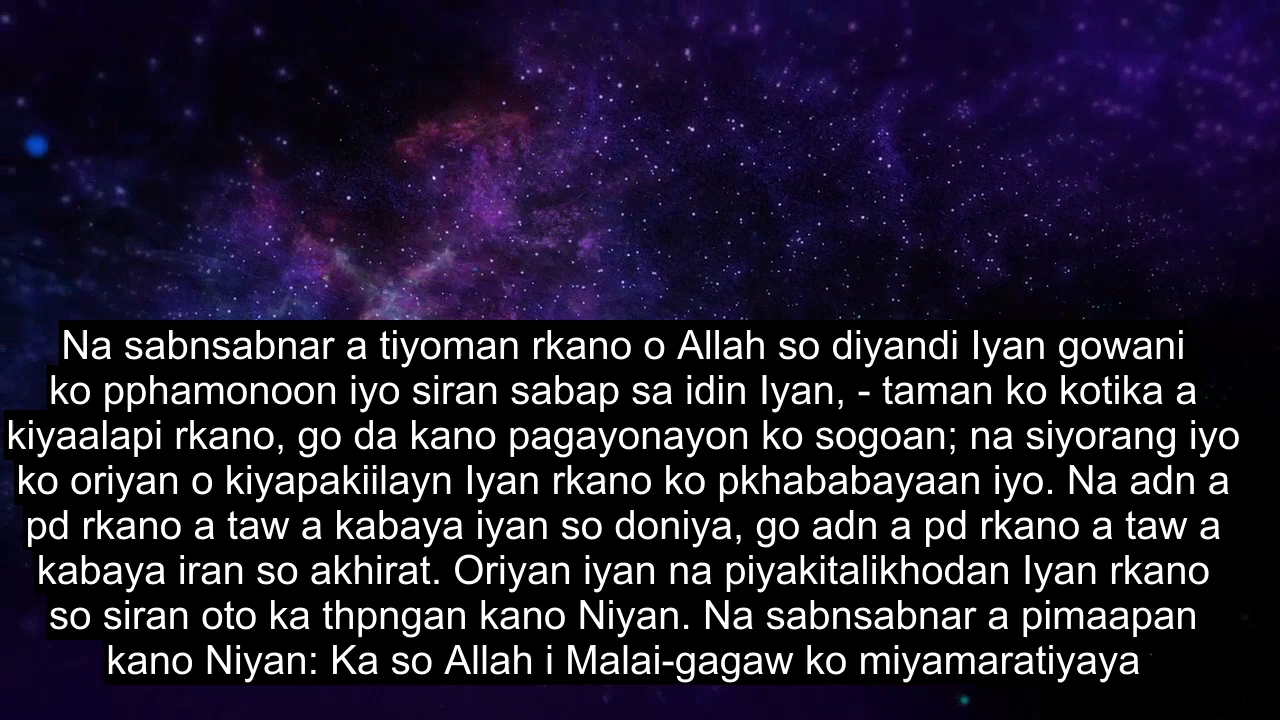 Na sabnsabnar a tiyoman rkano o Allah so diyandi Iyan gowani
ko pphamonoon iyo siran sabap sa idin Iyan, - taman ko kotika a
kiyaalapi rkano, go da kano pagayonayon ko sogoan; na siyorang iyo
ko oriyan o kiyapakiilayn Iyan rkano ko pkhababayaan iyo. Na adn a
pd rkano a taw a kabaya iyan so doniya, go adn a pd rkano a taw a
kabaya iran so akhirat. Oriyan iyan na piyakitalikhodan Iyan rkano
so siran oto ka thpngan kano Niyan. Na sabnsabnar a pimaapan
kano Niyan: Ka so Allah i Malai-gagaw ko miyamaratiyaya